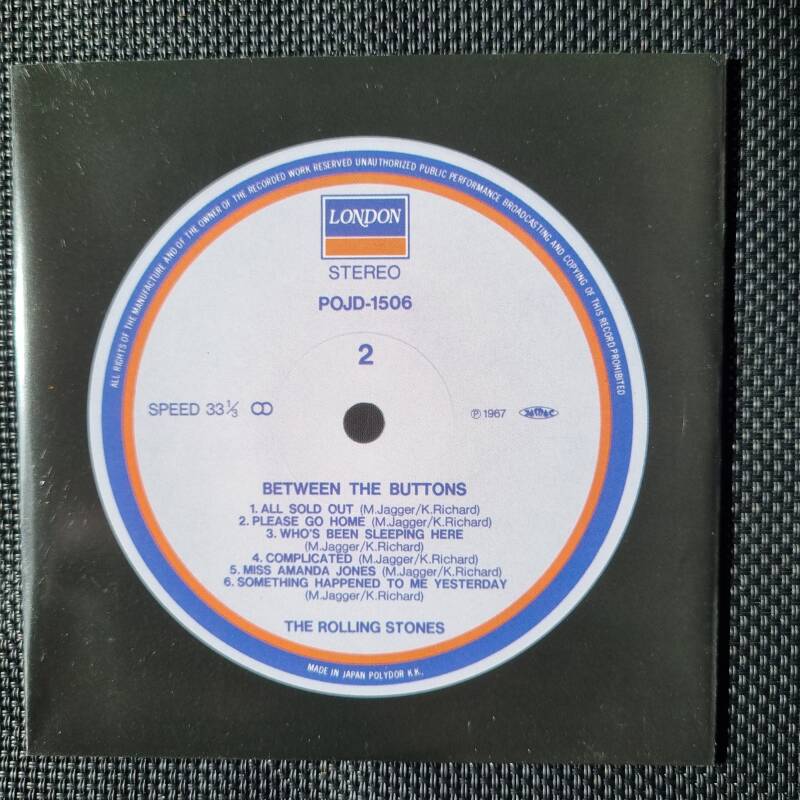 ALL RIGHTS OF THE MANUFACTURE AND OF THE OWNER OF THE RECORDED WORK RESERVED UNAUTHORIZED PUBLIC PERFORMANCE BROADCASTING AND COPYING OF THIS RECORD PROHIBITED
LONDON
STEREO
POJD-1506
2
SPEED 33⅓ ℗ 1967
BETWEEN THE BUTTONS
1. ALL SOLD OUT (M.Jagger/K.Richard)
2. PLEASE GO HOME (M.Jagger/K.Richard)
3. WHO'S BEEN SLEEPING HERE
(M.Jagger/K.Richard)
4. COMPLICATED (M.Jagger/K.Richard)
5. MISS AMANDA JONES (M.Jagger/K.Richard)
6. SOMETHING HAPPENED TO ME YESTERDAY
(M.Jagger/K.Richard)
THE ROLLING STONES
MADE IN JAPAN POLYDOR K.K.